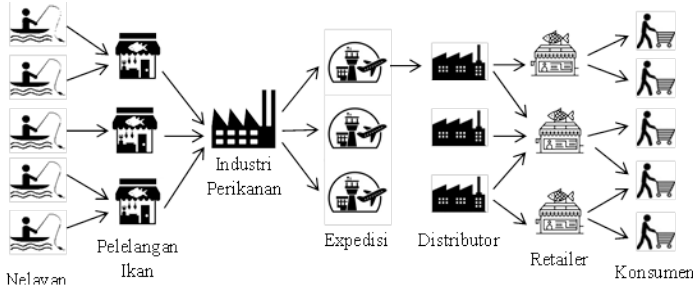 Nelayan
Pelelangan
Ikan
Industri
Perikanan
Expedisi
Distributor
Retailer
Konsumen